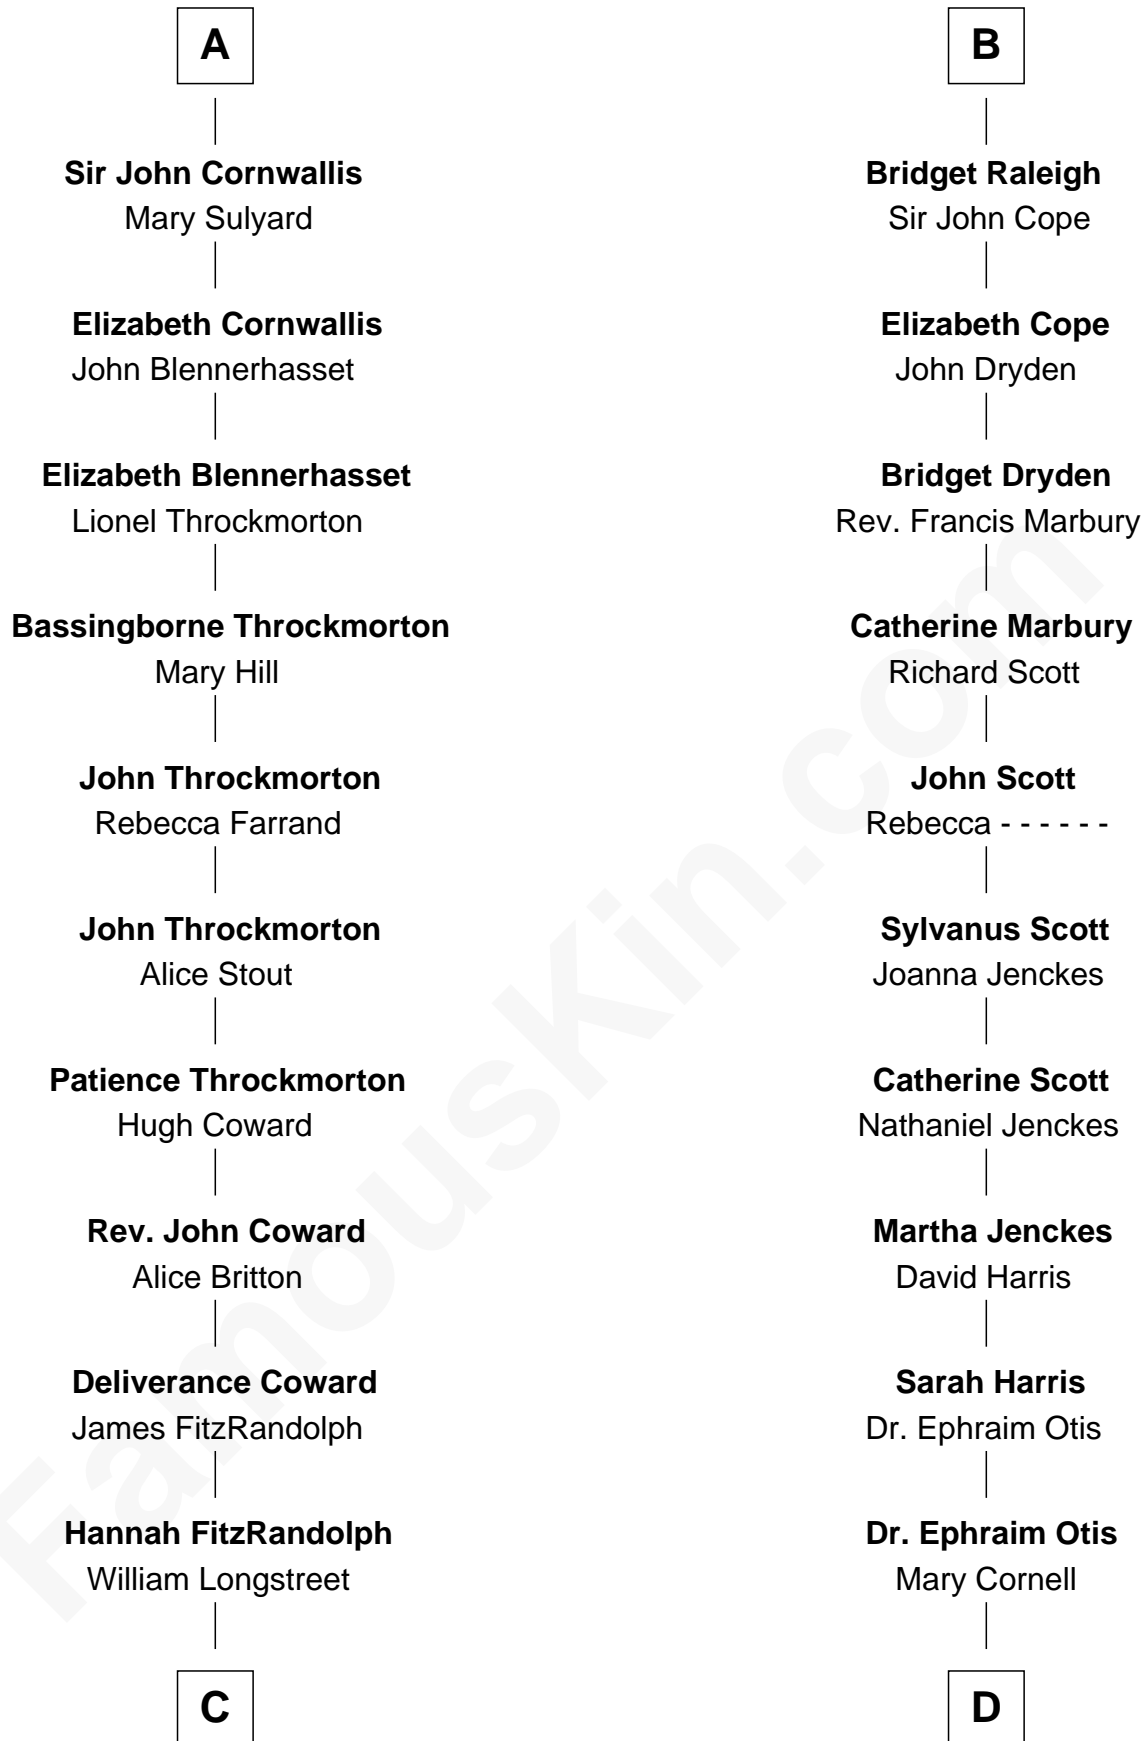 A
Sir John Cornwallis
Mary Sulyard
Elizabeth Cornwallis
John Blennerhasset
Elizabeth Blennerhasset
Lionel Throckmorton
Bassingborne Throckmorton
Mary Hill
John Throckmorton
Rebecca Farrand
John Throckmorton
Alice Stout
Patience Throckmorton
Hugh Coward
Rev. John Coward
Alice Britton
Deliverance Coward
James FitzRandolph
Hannah FitzRandolph
William Longstreet
C
B
Bridget Raleigh
Sir John Cope
Elizabeth Cope
John Dryden
Bridget Dryden
Rev. Francis Marbury
Catherine Marbury
Richard Scott
John Scott
Rebecca - - - - - -
Sylvanus Scott
Joanna Jenckes
Catherine Scott
Nathaniel Jenckes
Martha Jenckes
David Harris
Sarah Harris
Dr. Ephraim Otis
Dr. Ephraim Otis
Mary Cornell
D
FamousKin.com